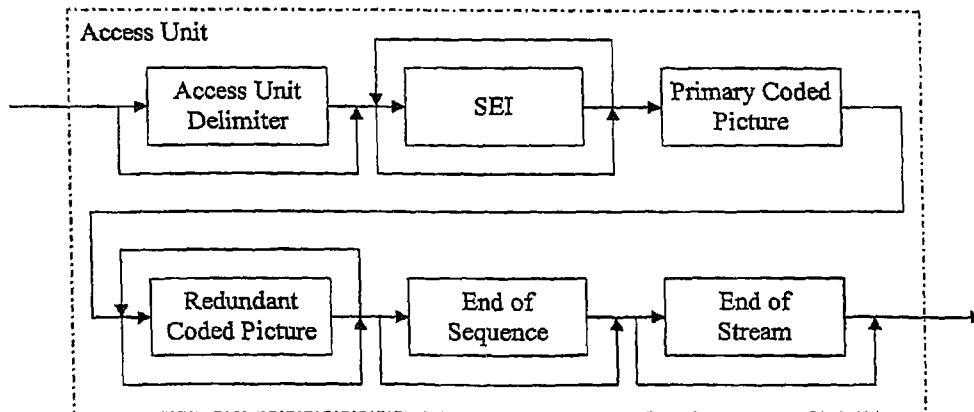 Access Unit
Access Unit
Delimiter
SEI
Primary Coded
Picture
Redundant
Coded Picture
End of
Sequence
End of
Stream